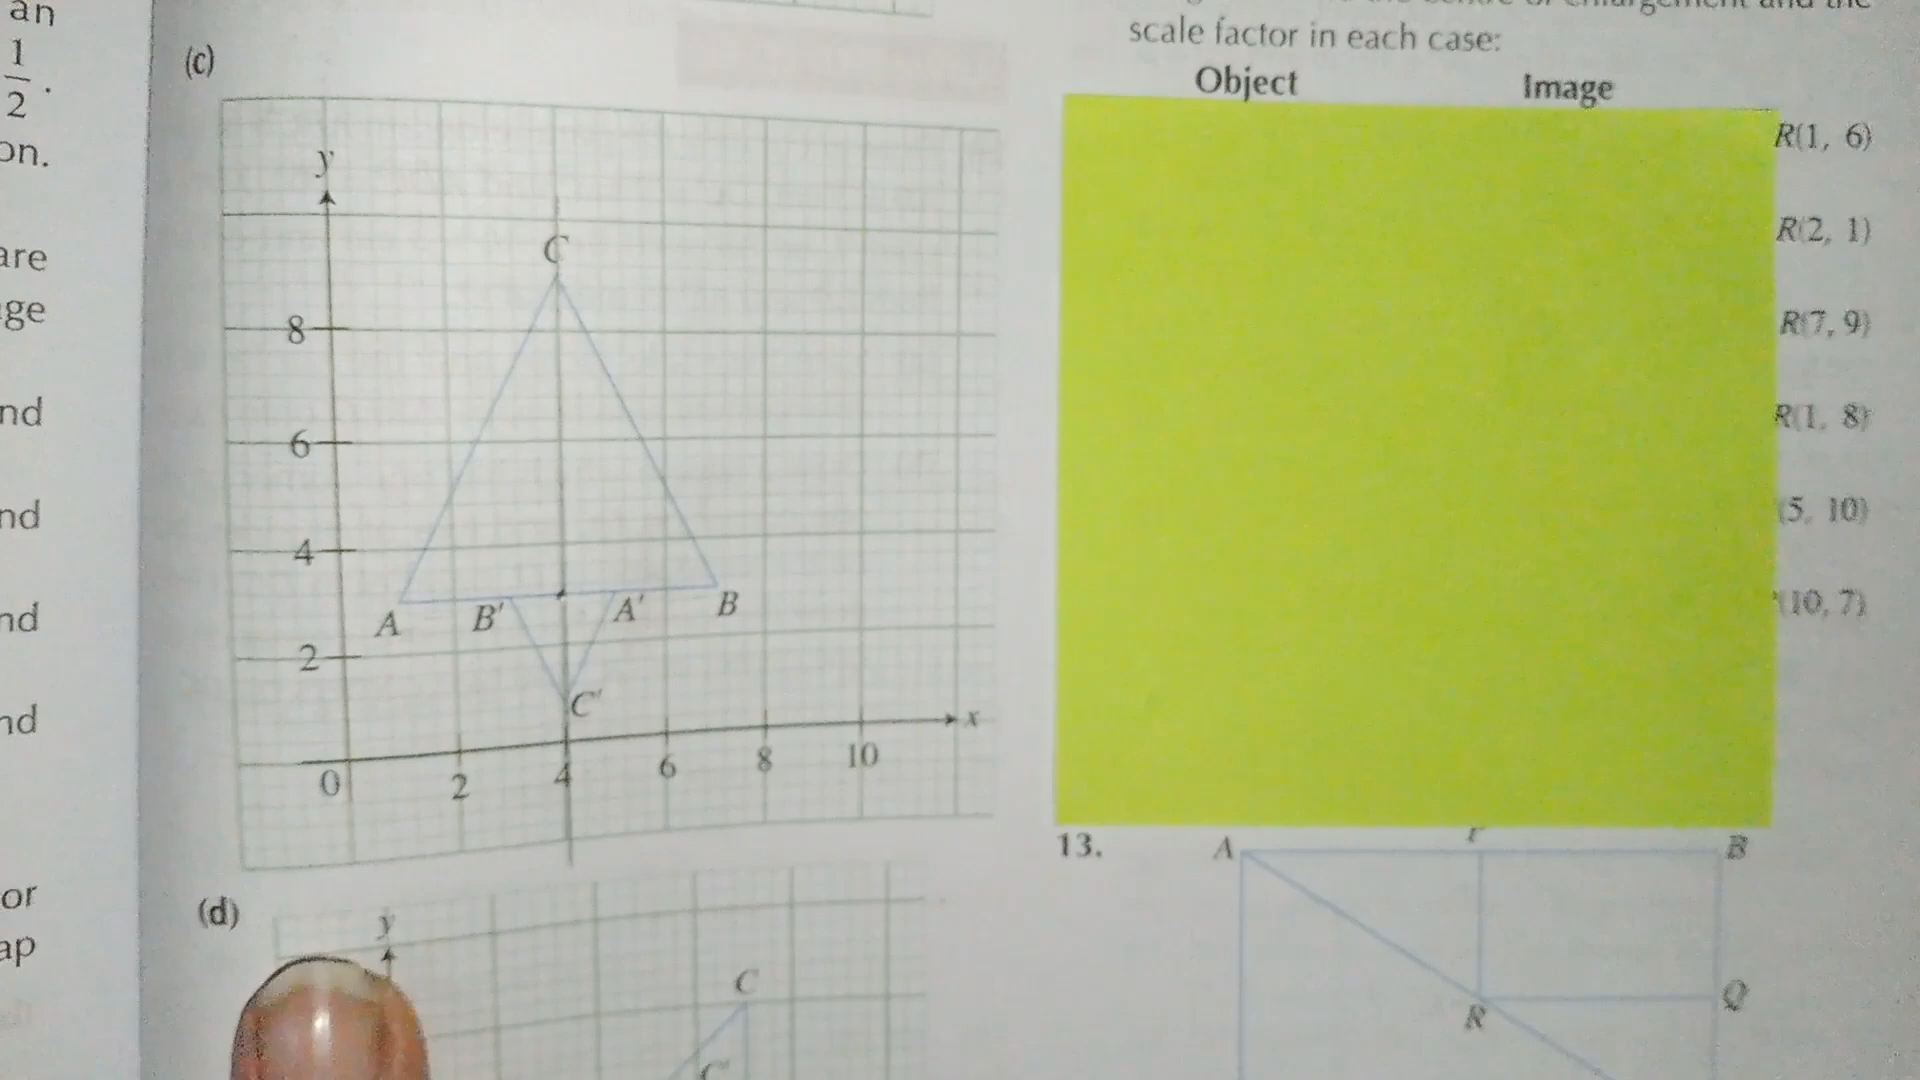 an
1
2
.
on.
are
ge
nd
nd
nd
nd
or
ap
(c)
y
C
8
6
4
A
B'
A'
B
2
C'
x
0
2
4
6
8
10
(d)
y
C
C'
scale factor in each case:
Object Image
R(1, 6)
R(2, 1)
R(7, 9)
R(1, 8)
(5, 10)
(10, 7)
13.
A
B
R
Q